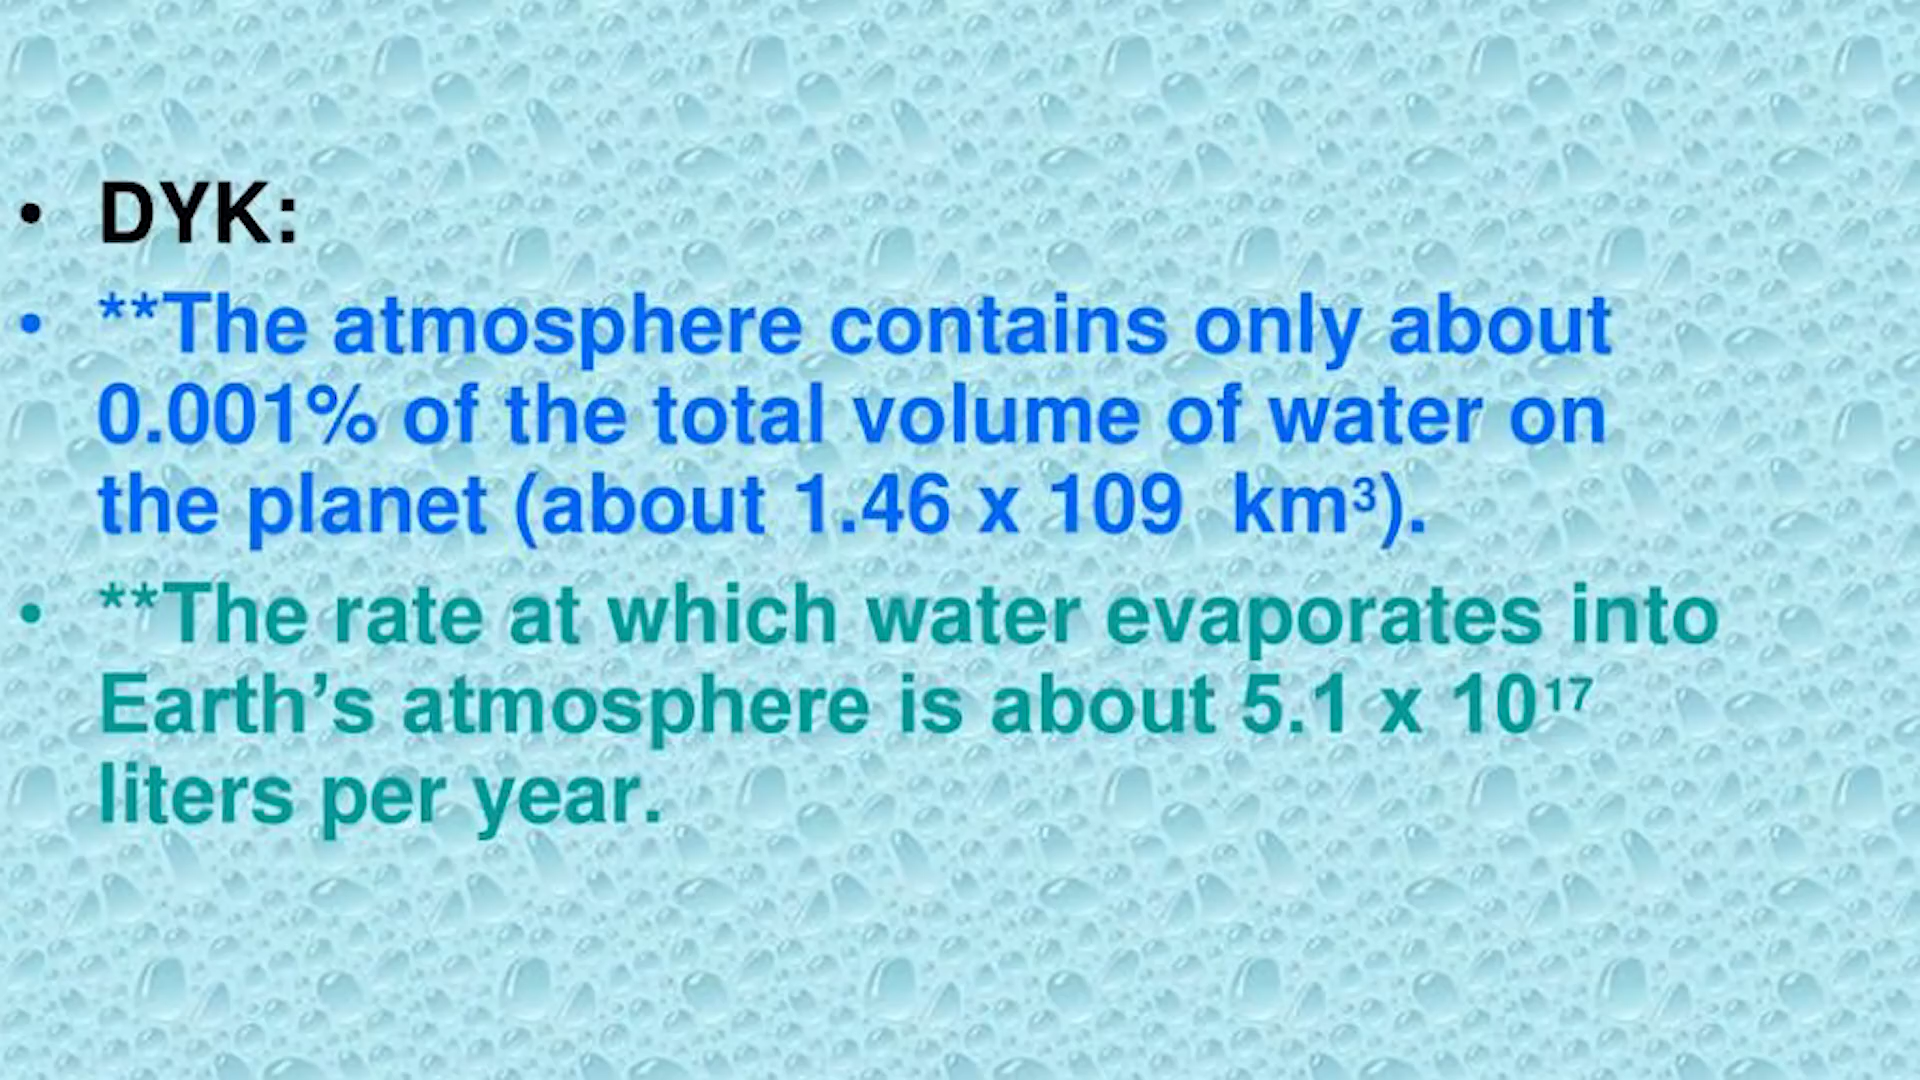 • DYK:
• **The atmosphere contains only about
0.001% of the total volume of water on
the planet (about 1.46 x 109  km³).
• **The rate at which water evaporates into
Earth’s atmosphere is about 5.1 x 10¹⁷
liters per year.